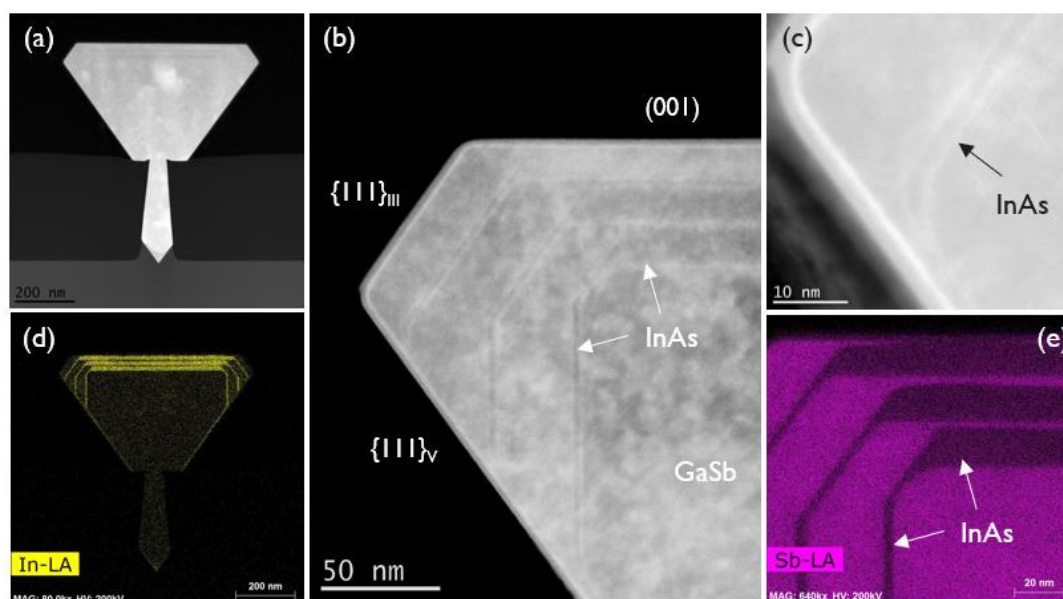 (a)
200 nm
(b)
(001)
{111}III
InAs
{111}V
GaSb
50 nm
(c)
InAs
10 nm
(d)
In-LA
200 nm
MAG: 80.0kx HV: 200kV
(e)
InAs
Sb-LA
20 nm
MAG: 640kx HV: 200kV